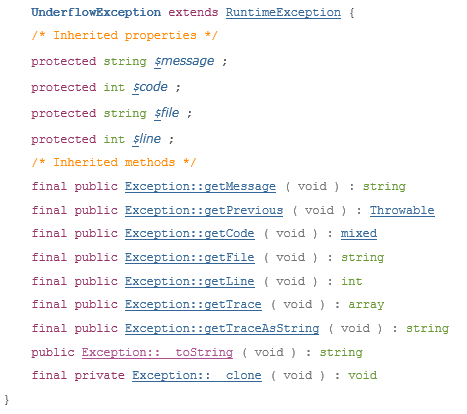 UnderflowException extends RuntimeException {
/* Inherited properties */
protected string $message ;
protected int $code ;
protected string $file ;
protected int $line ;
/* Inherited methods */
final public Exception::getMessage ( void ) : string
final public Exception::getPrevious ( void ) : Throwable
final public Exception::getCode ( void ) : mixed
final public Exception::getFile ( void ) : string
final public Exception::getLine ( void ) : int
final public Exception::getTrace ( void ) : array
final public Exception::getTraceAsString ( void ) : string
public Exception::__toString ( void ) : string
final private Exception::__clone ( void ) : void
}